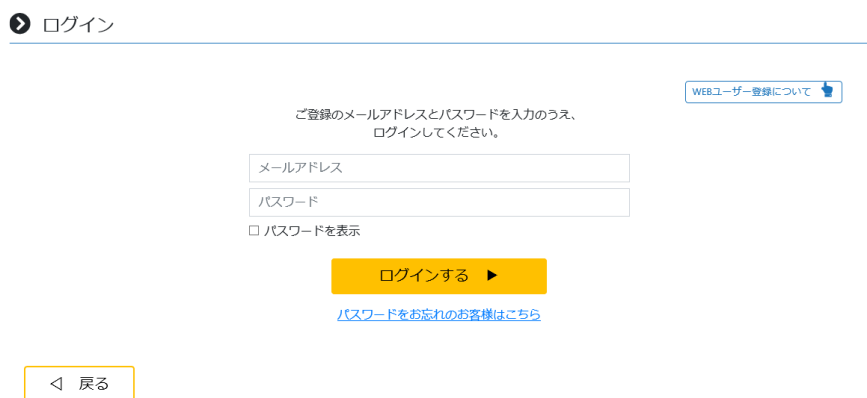 ログイン
WEBユーザー登録について
ご登録のメールアドレスとパスワードを入力のうえ、
ログインしてください。
メールアドレス
パスワード
パスワードを表示
ログインする ▶
パスワードをお忘れのお客様はこちら
◁ 戻る